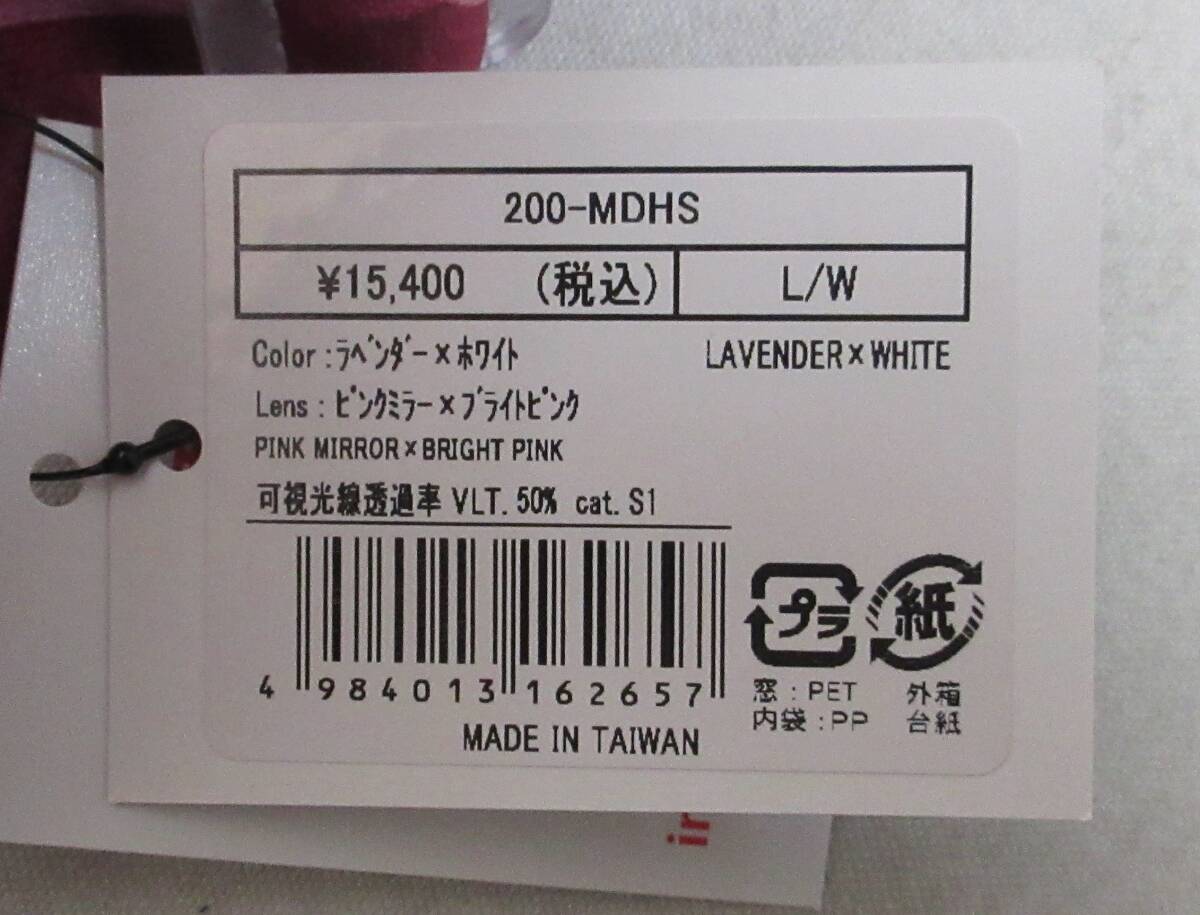 200-MDHS
¥15,400 (税込) L/W
Color:ﾗﾍﾞﾝﾀﾞｰ×ﾎﾜｲﾄ LAVENDER×WHITE
Lens:ﾋﾟﾝｸﾐﾗｰ×ﾌﾞﾗｲﾄﾋﾟﾝｸ
PINK MIRROR×BRIGHT PINK
可視光線透過率 VLT. 50% cat. S1
4 984013 162657
プラ 紙
窓:PET 外箱
内袋:PP 台紙
MADE IN TAIWAN